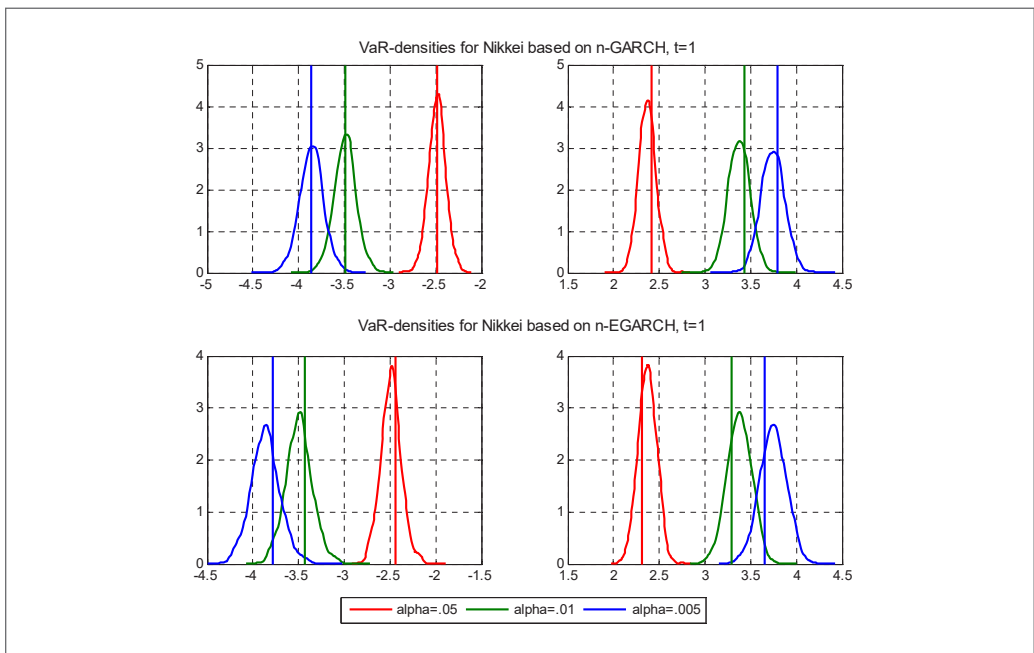 VaR-densities for Nikkei based on n-GARCH, t=1
5 5
4 4
3 3
2 2
1 1
0 0
-5 -4.5 -4 -3.5 -3 -2.5 -2 1.5 2 2.5 3 3.5 4 4.5
VaR-densities for Nikkei based on n-EGARCH, t=1
4 4
3 3
2 2
1 1
0 0
-4.5 -4 -3.5 -3 -2.5 -2 -1.5 1.5 2 2.5 3 3.5 4 4.5
alpha=.05 alpha=.01 alpha=.005